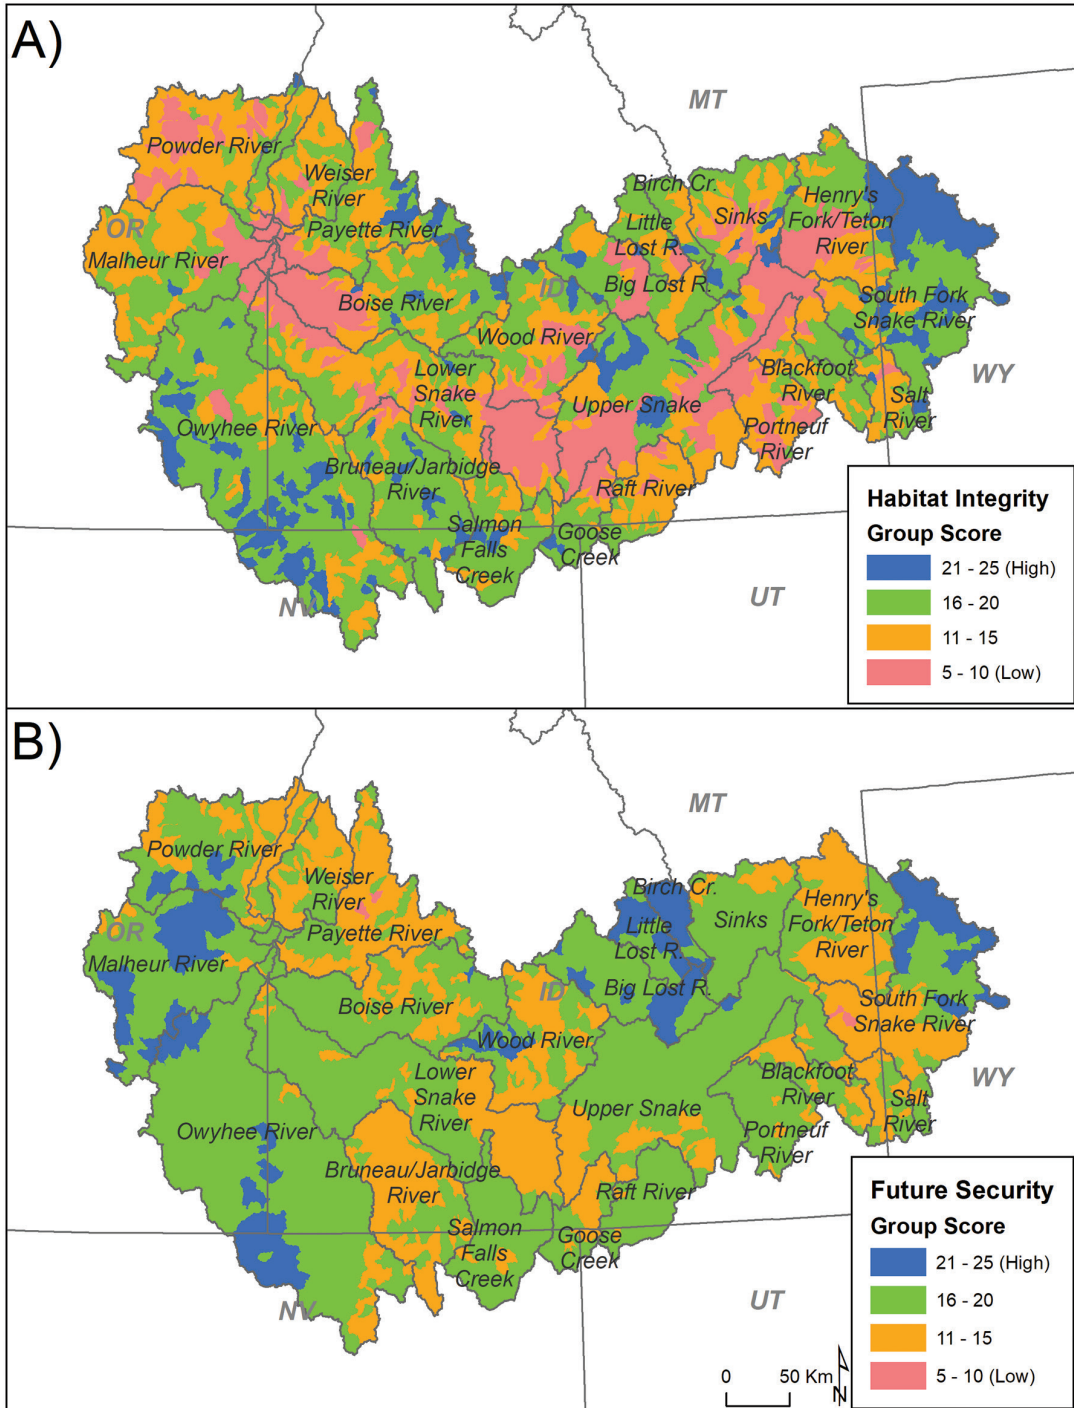 A)
MT
Powder River
Weiser
River
Birch Cr.
Henry's
Fork/Teton
River
Sinks
Little
Lost R.
OR
Payette River
Malheur River
ID
Big Lost R.
Boise River
South Fork
Snake River
Wood River
WY
Lower
Snake
River
Blackfoot
River
Salt
River
Upper Snake
Owyhee River
Portneuf
River
Bruneau/Jarbidge
River
Raft River
Salmon
Falls
Creek
Goose
Creek
NV
UT
Habitat Integrity
Group Score
21 - 25 (High)
16 - 20
11 - 15
5 - 10 (Low)
B)
MT
Powder River
Weiser
River
Birch Cr.
Henry's
Fork/Teton
River
Sinks
Little
Lost R.
OR
Payette River
Malheur River
ID
Big Lost R.
Boise River
South Fork
Snake River
Wood River
WY
Lower
Snake
River
Blackfoot
River
Salt
River
Upper Snake
Owyhee River
Portneuf
River
Bruneau/Jarbidge
River
Raft River
Salmon
Falls
Creek
Goose
Creek
NV
UT
Future Security
Group Score
21 - 25 (High)
16 - 20
11 - 15
5 - 10 (Low)
0 50 Km
N